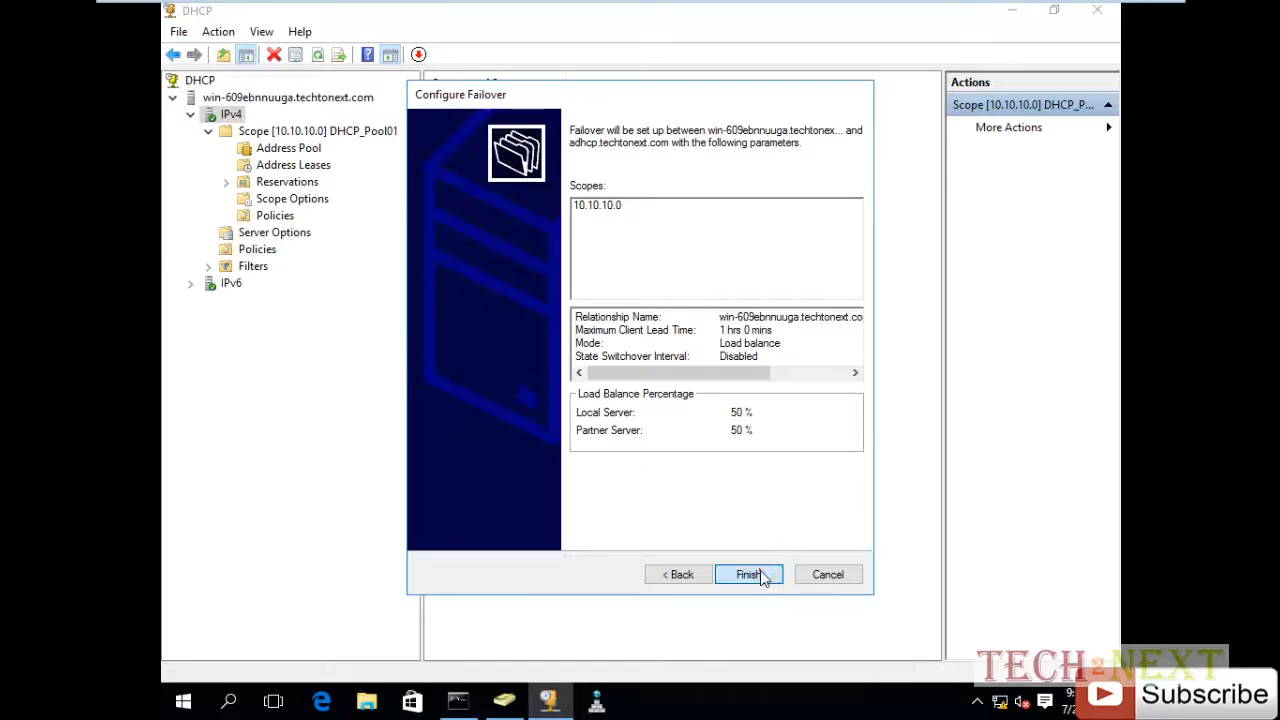 DHCP
File Action View Help
DHCP
win-609ebnnuuga.techtonext.com
IPv4
Scope [10.10.10.0] DHCP_Pool01
Address Pool
Address Leases
Reservations
Scope Options
Policies
Server Options
Policies
Filters
IPv6
Configure Failover
Failover will be set up between win-609ebnnuuga.techtonex... and
adhcp.techtonext.com with the following parameters.
Scopes:
10.10.10.0
Relationship Name: win-609ebnnuuga.techtonext.co
Maximum Client Lead Time: 1 hrs 0 mins
Mode: Load balance
State Switchover Interval: Disabled
Load Balance Percentage
Local Server: 50 %
Partner Server: 50 %
< Back Finish Cancel
Actions
Scope [10.10.10.0] DHCP_P...
More Actions
TECH2NEXT
Subscribe